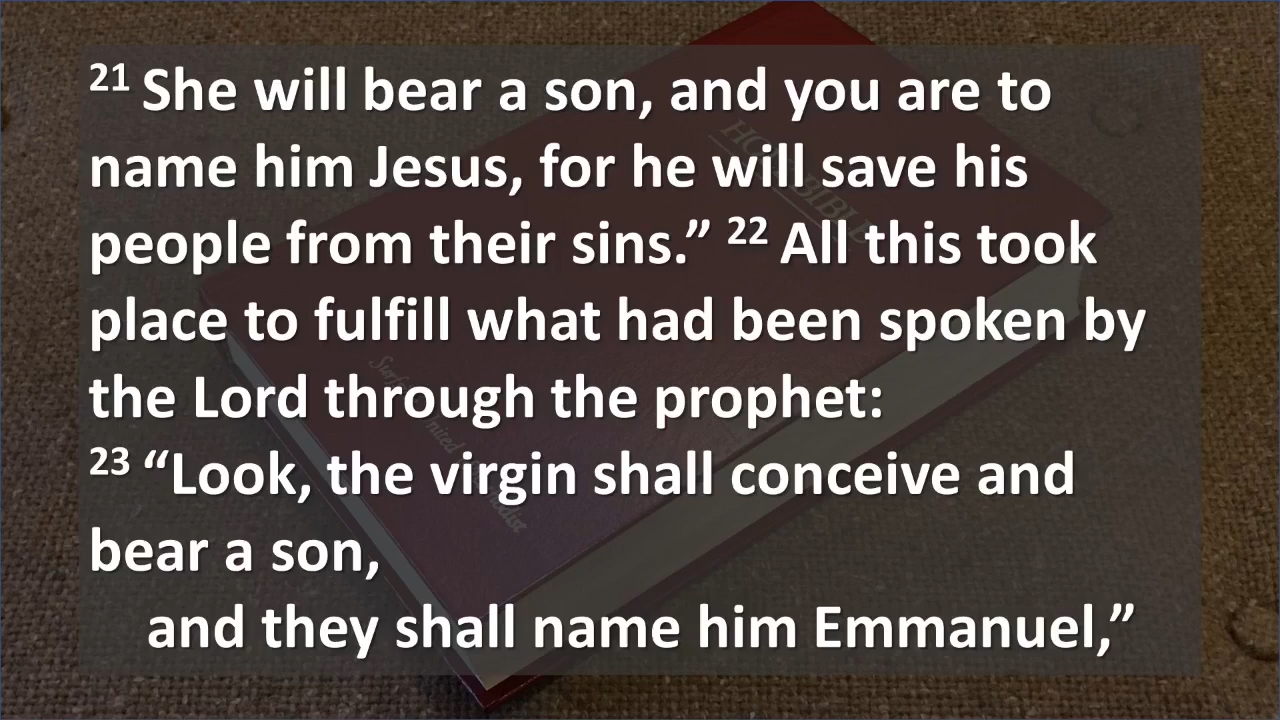 21 She will bear a son, and you are to
name him Jesus, for he will save his
people from their sins.” 22 All this took
place to fulfill what had been spoken by
the Lord through the prophet:
23 “Look, the virgin shall conceive and
bear a son,
and they shall name him Emmanuel,”
HOLY BIBLE